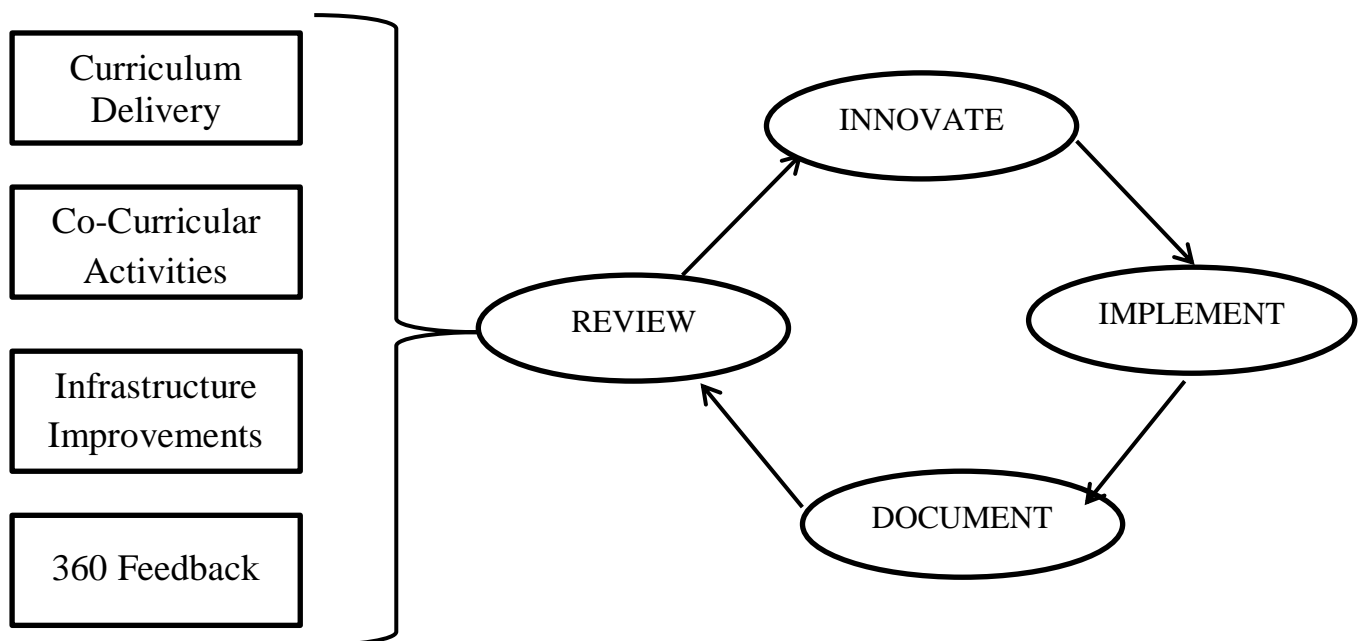 Curriculum
Delivery
Co-Curricular
Activities
Infrastructure
Improvements
360 Feedback
INNOVATE
REVIEW
IMPLEMENT
DOCUMENT